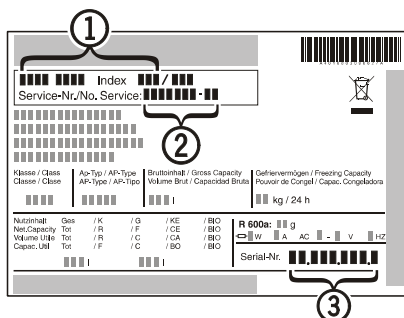 1
Index /
Service-Nr./No. Service: -
2
Klasse / Class
Classe / Clase
Ap-Typ / AP-Type
AP-Type / AP-Tipo
Bruttoinhalt / Gross Capacity
Volume Brut / Capacidad Bruta
Gefriervermögen / Freezing Capacity
Pouvoir de Congel / Capac. Congeladora
kg / 24 h
Nutzinhalt Ges / K / G / KE / BIO
Net.Capacity Tot / R / F / CE / BIO
Volume Utile Tot / R / C / CA / BIO
Capac. Util Tot / F / C / BO / BIO
I I
R 600a: g
W A AC - V HZ
Serial-Nr. . . .
3